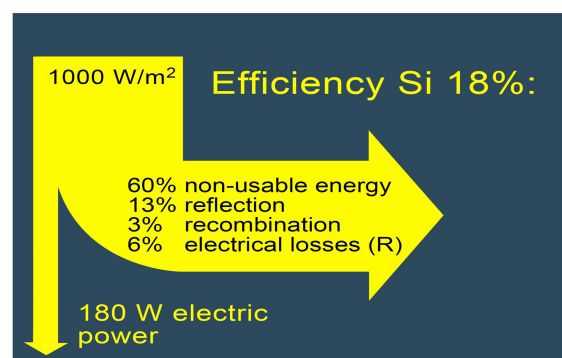 1000 W/m²
Efficiency Si 18%:
60% non-usable energy
13% reflection
3% recombination
6% electrical losses (R)
180 W electric
power